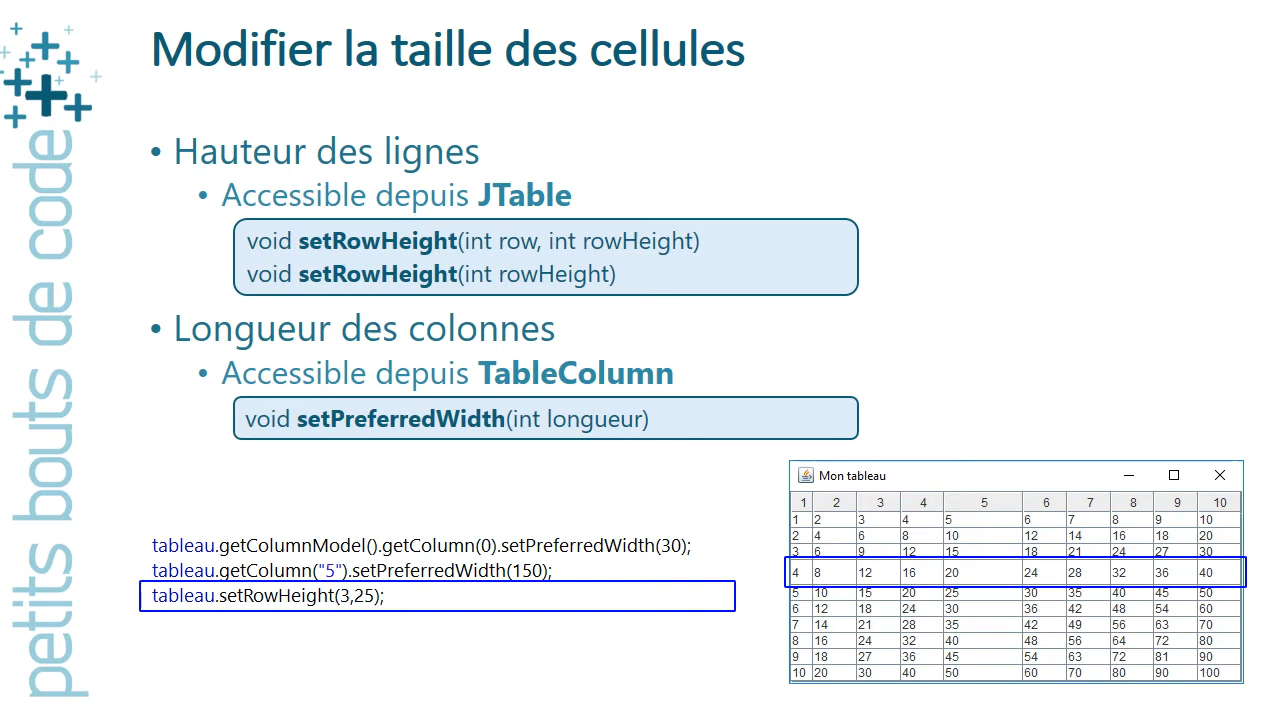 Modifier la taille des cellules
petits bouts de code
• Hauteur des lignes
• Accessible depuis JTable
void setRowHeight(int row, int rowHeight)
void setRowHeight(int rowHeight)
• Longueur des colonnes
• Accessible depuis TableColumn
void setPreferredWidth(int longueur)
tableau.getColumnModel().getColumn(0).setPreferredWidth(30);
tableau.getColumn("5").setPreferredWidth(150);
tableau.setRowHeight(3,25);
Mon tableau
1 2 3 4 5 6 7 8 9 10
1 2 3 4 5 6 7 8 9 10
2 4 6 8 10 12 14 16 18 20
3 6 9 12 15 18 21 24 27 30
4 8 12 16 20 24 28 32 36 40
5 10 15 20 25 30 35 40 45 50
6 12 18 24 30 36 42 48 54 60
7 14 21 28 35 42 49 56 63 70
8 16 24 32 40 48 56 64 72 80
9 18 27 36 45 54 63 72 81 90
10 20 30 40 50 60 70 80 90 100